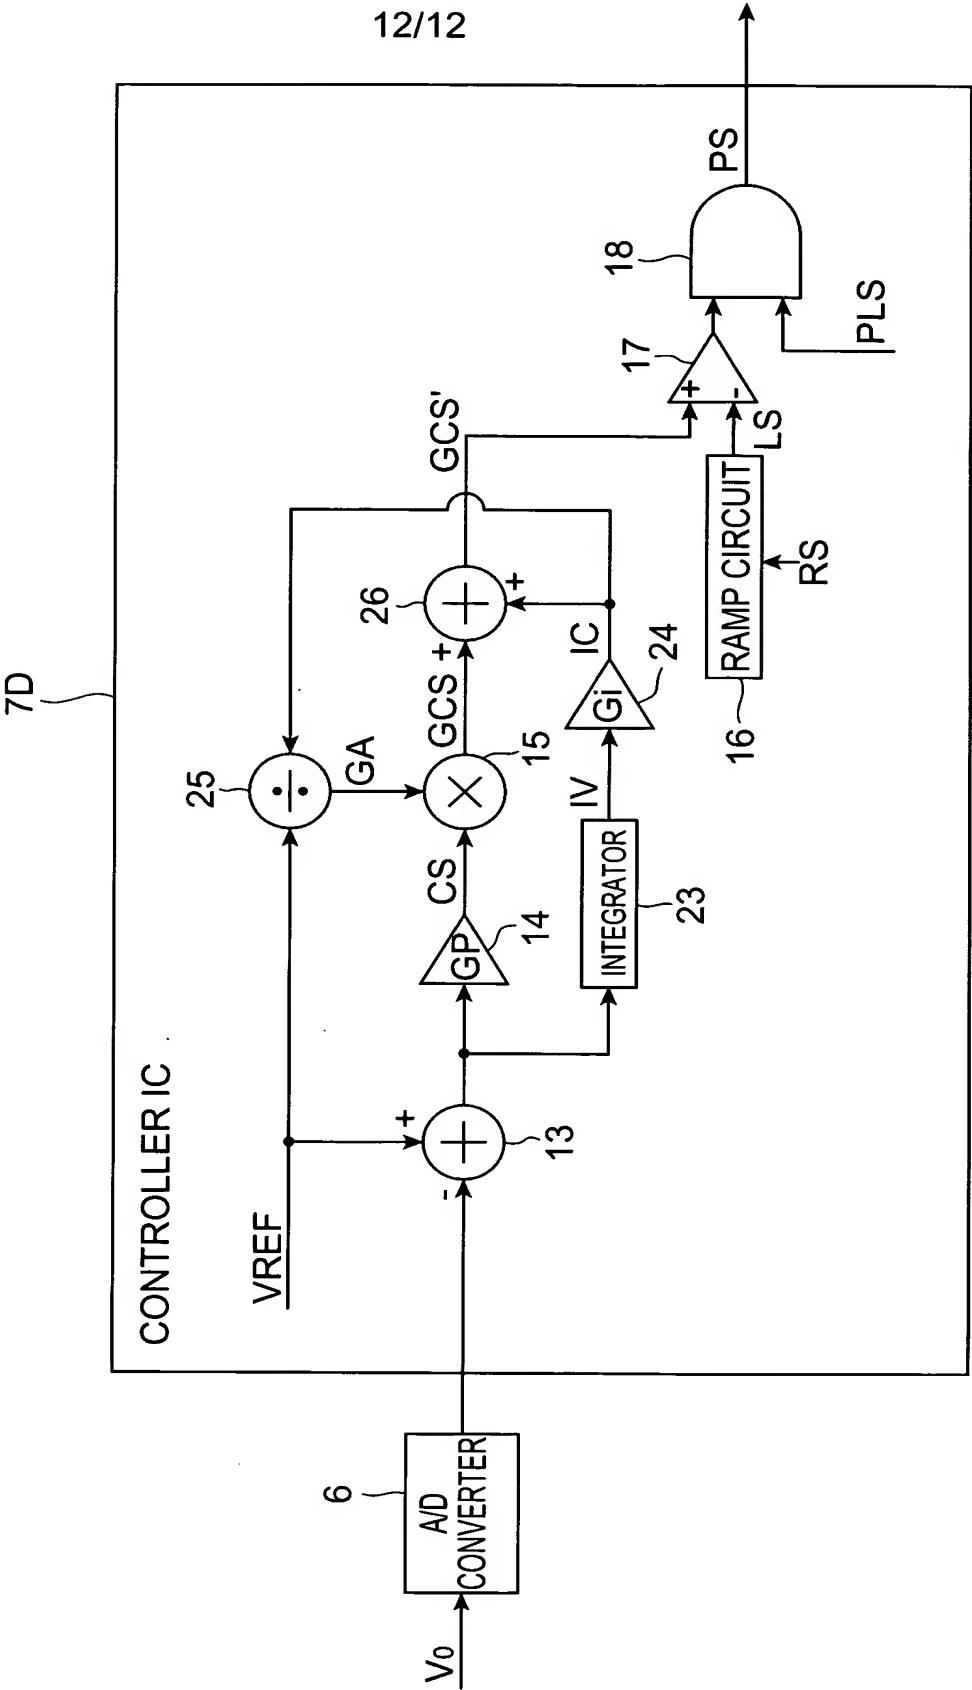 12/12
7D
CONTROLLER IC
VREF
25
÷
GA
6
A/D
CONVERTER
V0
-
+
13
GP
14
CS
×
15
GCS
+
26
+
GCS'
INTEGRATOR
23
IV
Gi
24
IC
16
RAMP CIRCUIT
RS
LS
+
-
17
18
PLS
PS